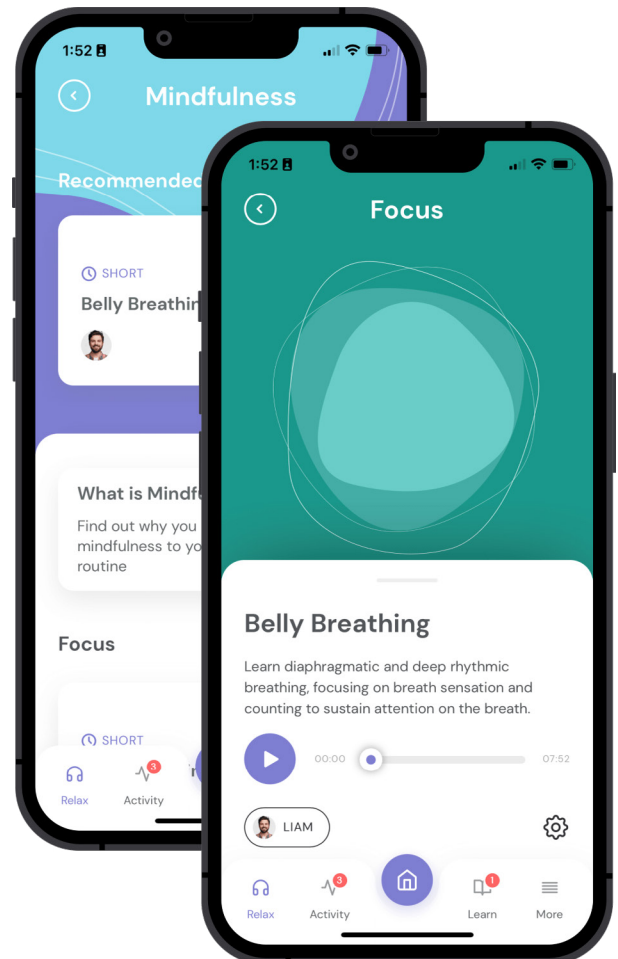 1:52
Mindfulness
Recommended
SHORT
Belly Breathin
What is Mindf
Find out why you
mindfulness to yo
routine
Focus
SHORT
3
Relax
Activity
1:52
Focus
Belly Breathing
Learn diaphragmatic and deep rhythmic
breathing, focusing on breath sensation and
counting to sustain attention on the breath.
00:00 07:52
LIAM
3 1
Relax Activity Learn More